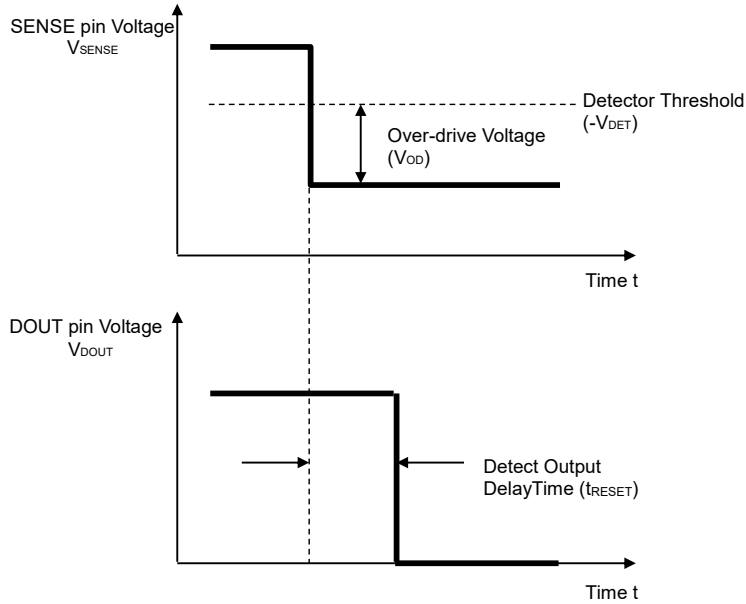 SENSE pin Voltage
VSENSE
Detector Threshold
(-VDET)
Over-drive Voltage
(VOD)
Time t
DOUT pin Voltage
VDOUT
Detect Output
DelayTime (tRESET)
Time t